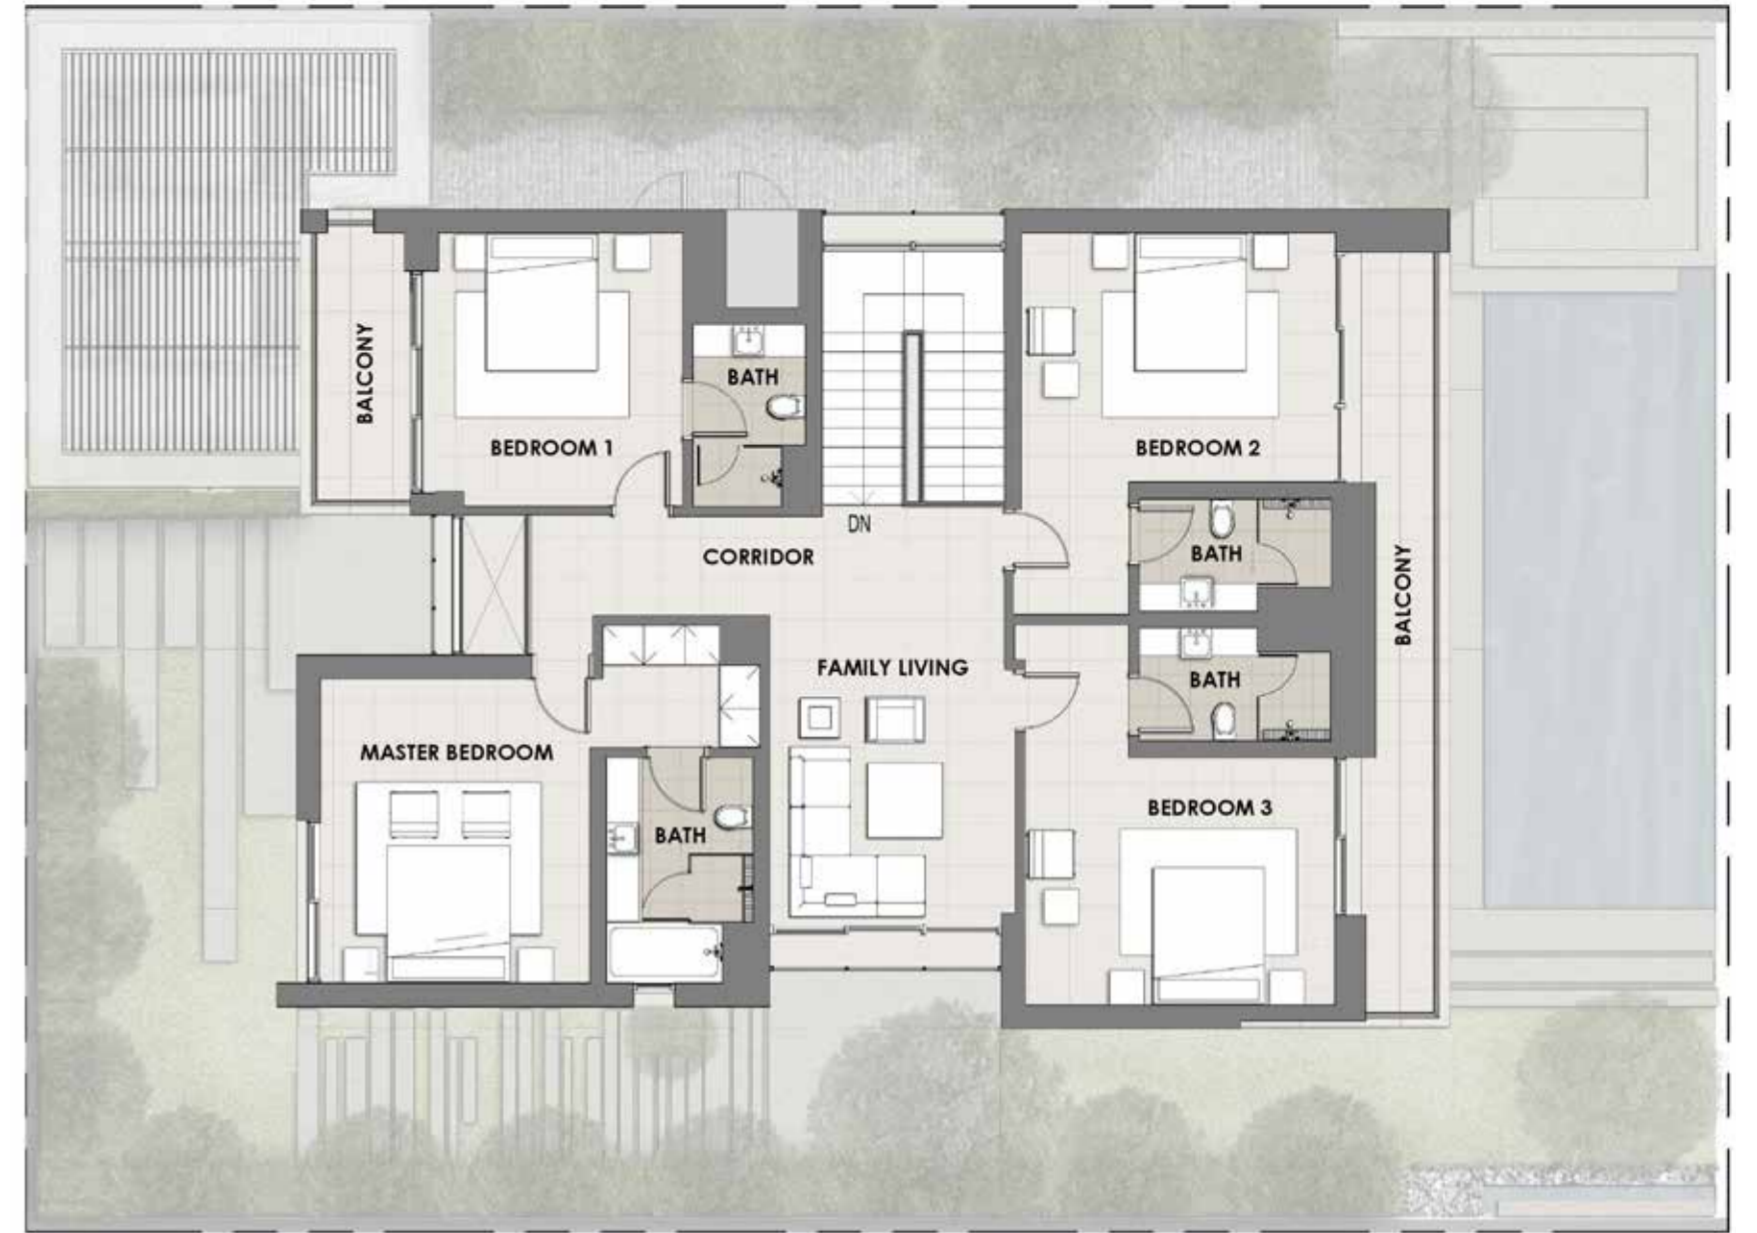 BALCONY
BEDROOM 1
BATH
BEDROOM 2
DN
CORRIDOR
BATH
BALCONY
FAMILY LIVING
BATH
MASTER BEDROOM
BEDROOM 3
BATH